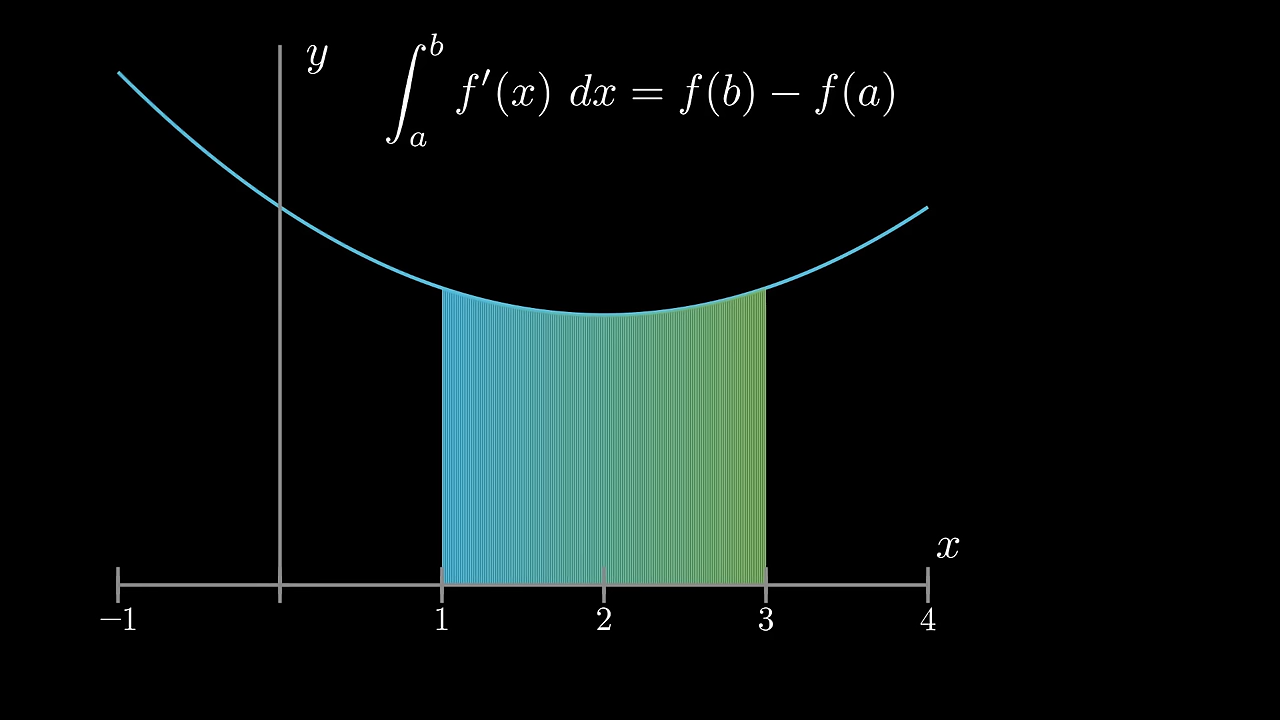 y
∫_a^b f′(x) dx = f(b) − f(a)
x
−1 1 2 3 4